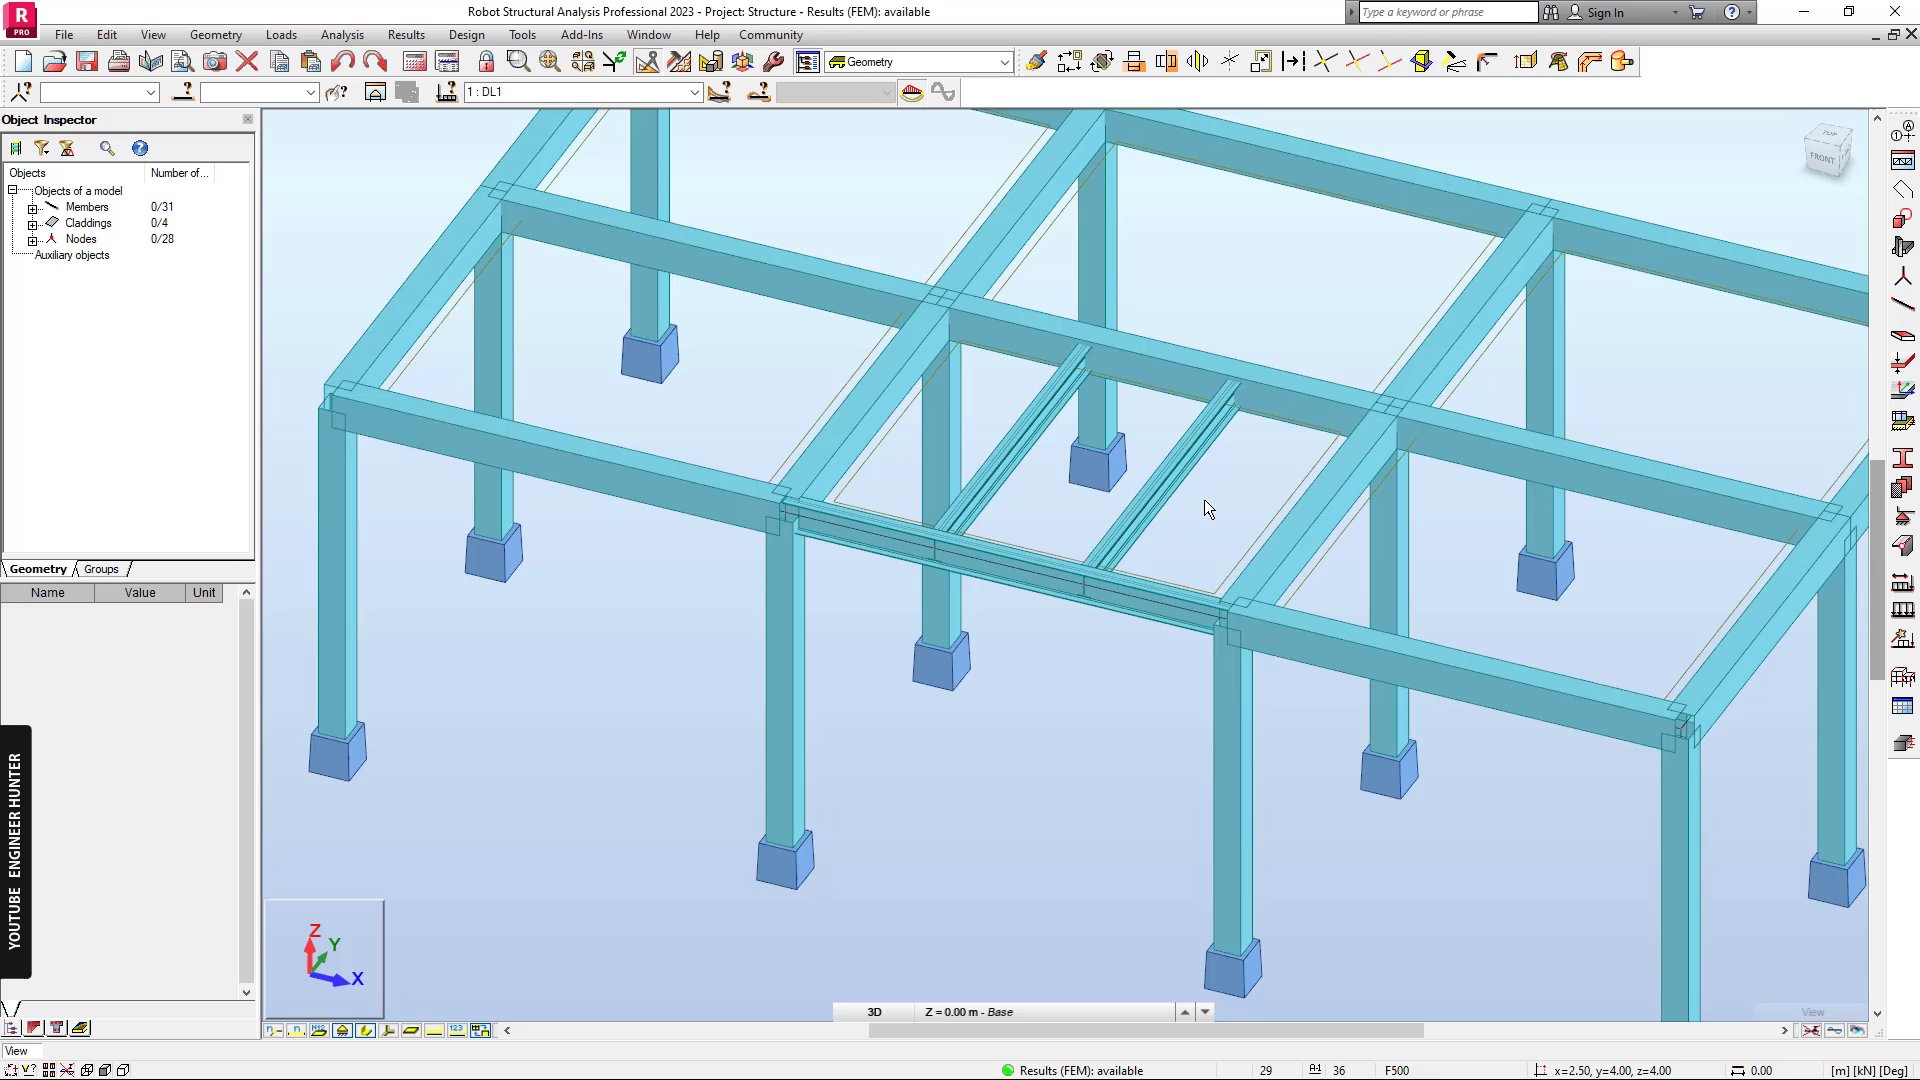 R
PRO
Robot Structural Analysis Professional 2023 - Project: Structure - Results (FEM): available
Type a keyword or phrase
Sign In
File Edit View Geometry Loads Analysis Results Design Tools Add-Ins Window Help Community
Geometry
1 : DL1
Object Inspector
Objects Number of...
Objects of a model
Members 0/31
Claddings 0/4
Nodes 0/28
Auxiliary objects
Geometry Groups
Name Value Unit
YOUTUBE ENGINEER HUNTER
TOP
FRONT
Z
Y
X
3D Z = 0.00 m - Base
View
View
Results (FEM): available
29
36
F500
x=2.50, y=4.00, z=4.00
0.00
[m] [kN] [Deg]